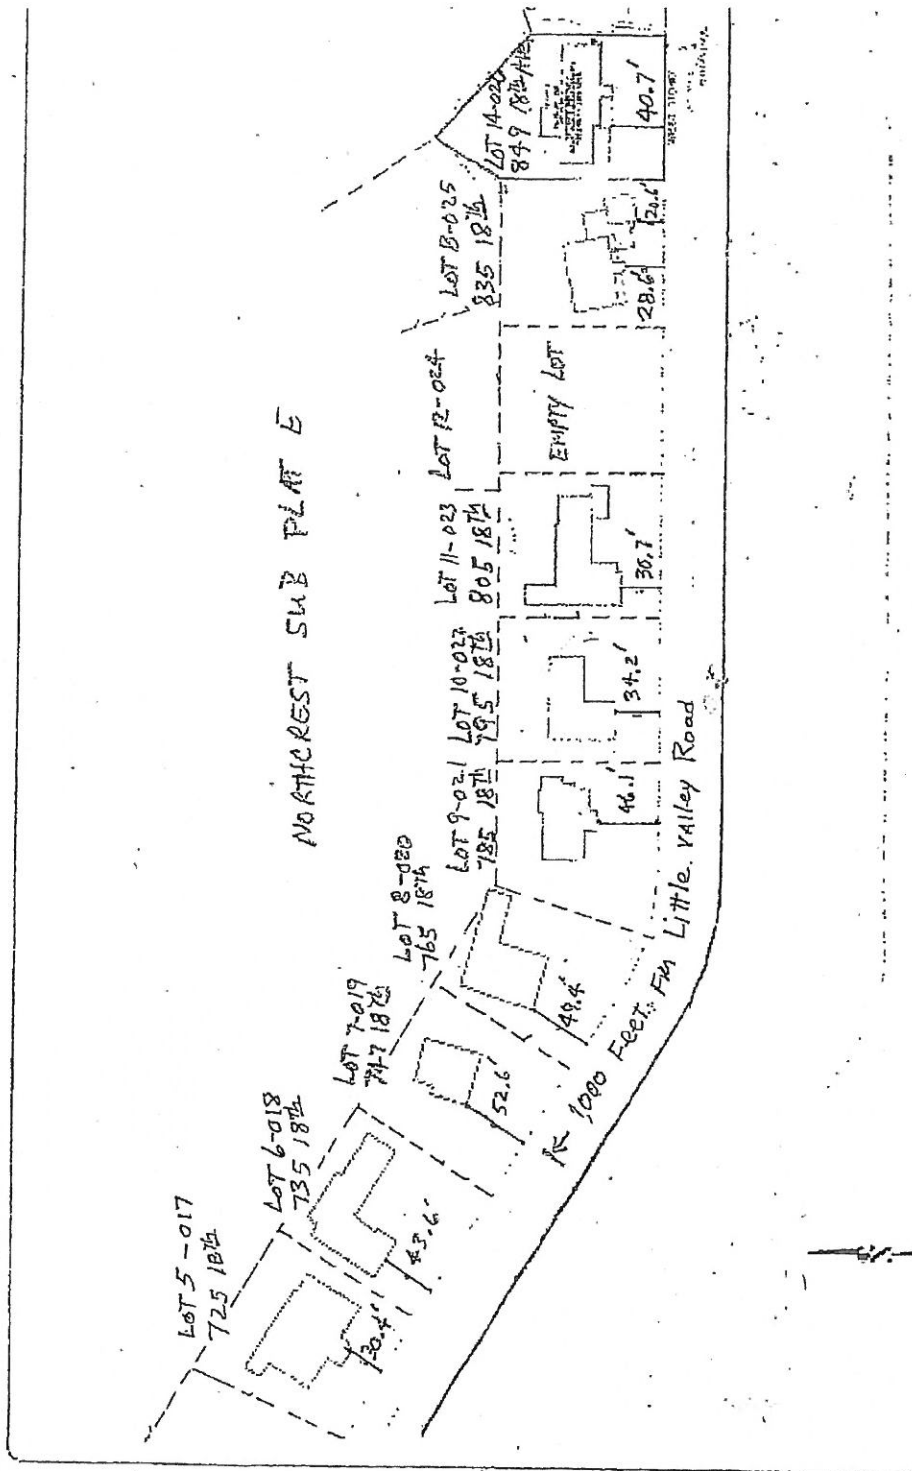 NORTHCREST SUB PLAT E
LOT 5-017
725 18th
LOT 6-018
735 18th
LOT 7-019
747 18th
LOT 8-020
765 18th
LOT 9-021
785 18th
LOT 10-022
795 18th
LOT 11-023
805 18th
LOT 12-024
LOT 13-025
835 18th
LOT 14-026
849 18th Ave
EMPTY LOT
30.4'
43.6'
52.6'
49.4'
46.1'
34.2'
30.7'
28.6'
20.6'
40.7'
1,000 Feet FM Little Valley Road